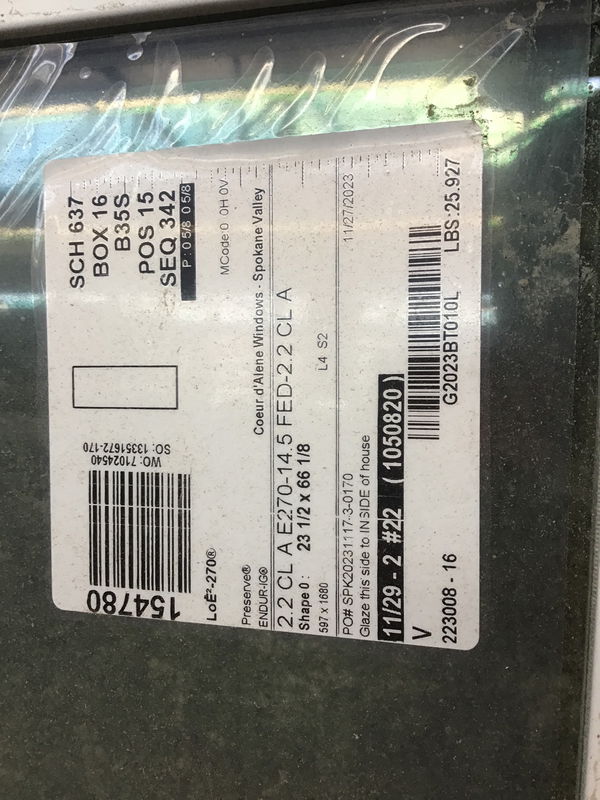 154780
WO: 71024540
SO: 13351672-170
SCH 637
BOX 16
B35S
POS 15
SEQ 342
P: 0 5/8 0 5/8
LoE²-270®
MCode:0 0H 0V
Preserve®
ENDUR-IG®
Coeur d'Alene Windows - Spokane Valley
2.2 CL A E270-14.5 FED-2.2 CL A
Shape 0 : 23 1/2 x 66 1/8
597 x 1680
L4 S2
PO# SPK20231117-3-0170
11/27/2023
Glaze this side to INSIDE of house
11/29 - 2 #22 ( 1050820 )
V
223008 - 16
G2023BT010L
LBS:25.927